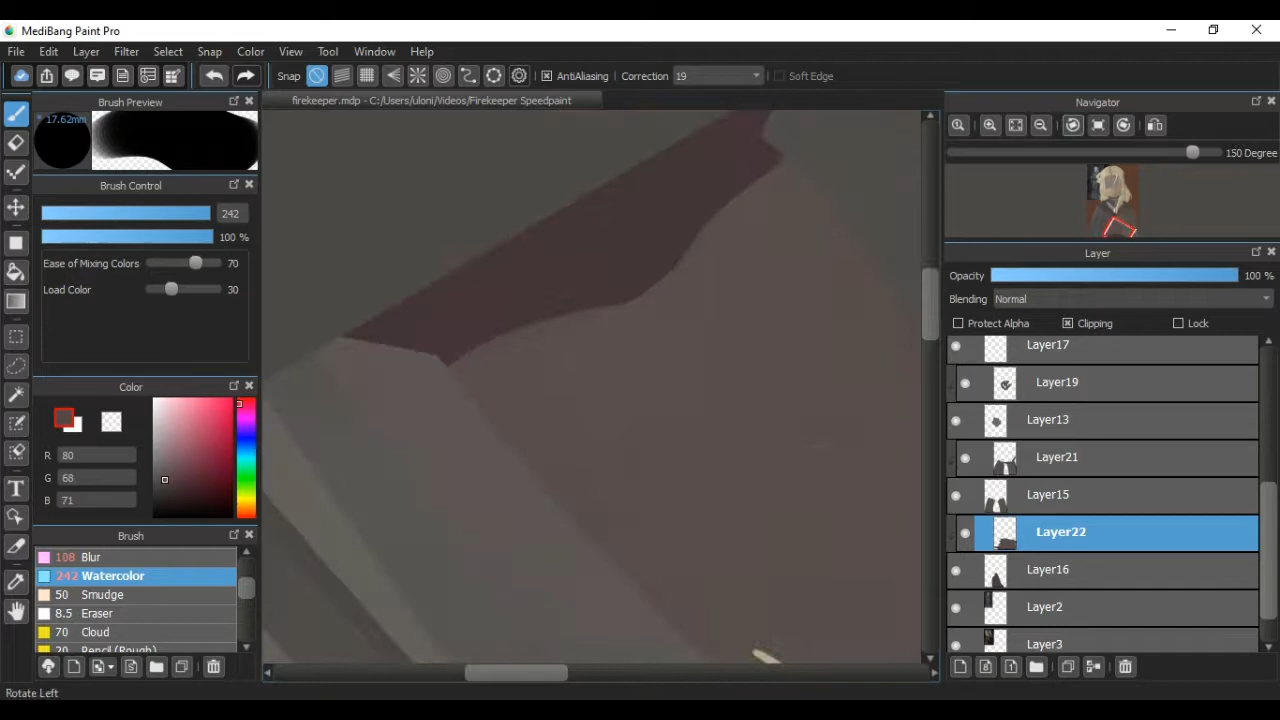 MediBang Paint Pro
File Edit Layer Filter Select Snap Color View Tool Window Help
Snap AntiAliasing Correction 19 Soft Edge
Brush Preview
17.62mm
Brush Control
242
100 %
Ease of Mixing Colors 70
Load Color 30
Color
R 80
G 68
B 71
Brush
108 Blur
242 Watercolor
50 Smudge
8.5 Eraser
70 Cloud
20 Pencil (Rough)
Rotate Left
firekeeper.mdp - C:/Users/uloni/Videos/Firekeeper Speedpaint
Navigator
150 Degree
Layer
Opacity 100 %
Blending Normal
Protect Alpha Clipping Lock
Layer17
Layer19
Layer13
Layer21
Layer15
Layer22
Layer16
Layer2
Layer3